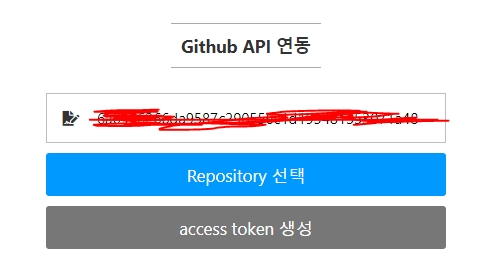 Github API 연동
Repository 선택
access token 생성